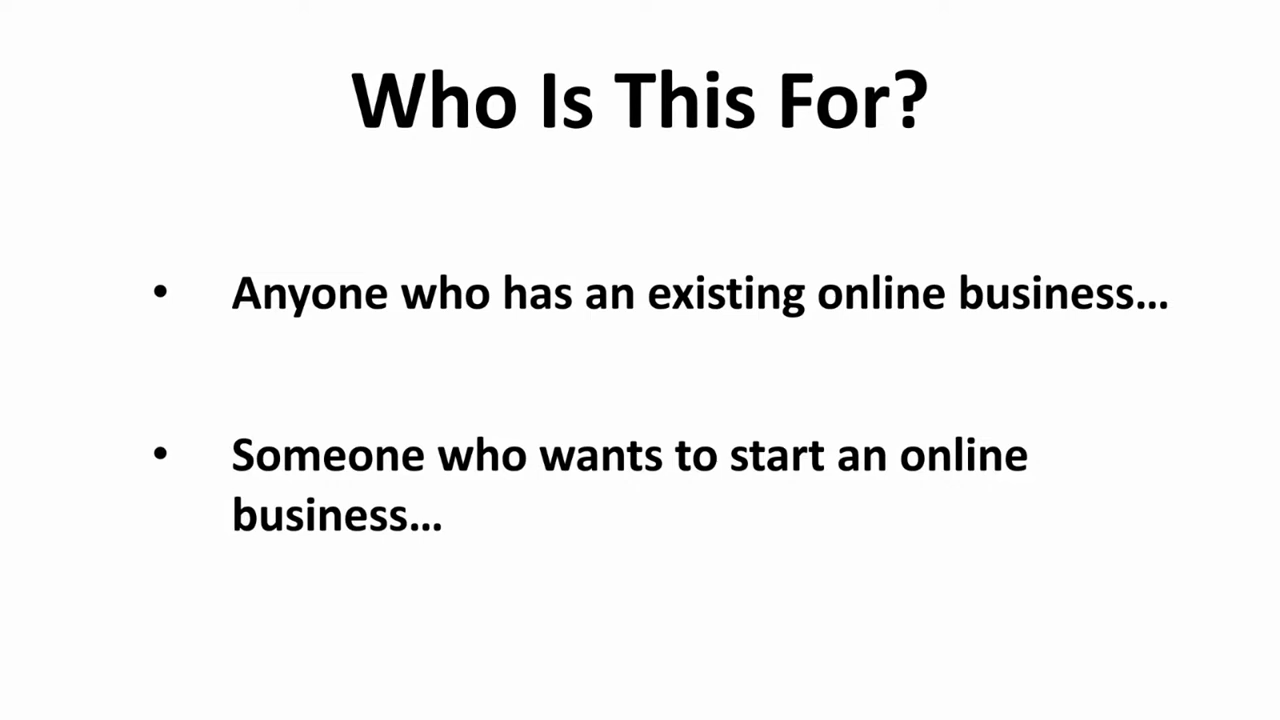 Who Is This For?
• Anyone who has an existing online business...
• Someone who wants to start an online
business...